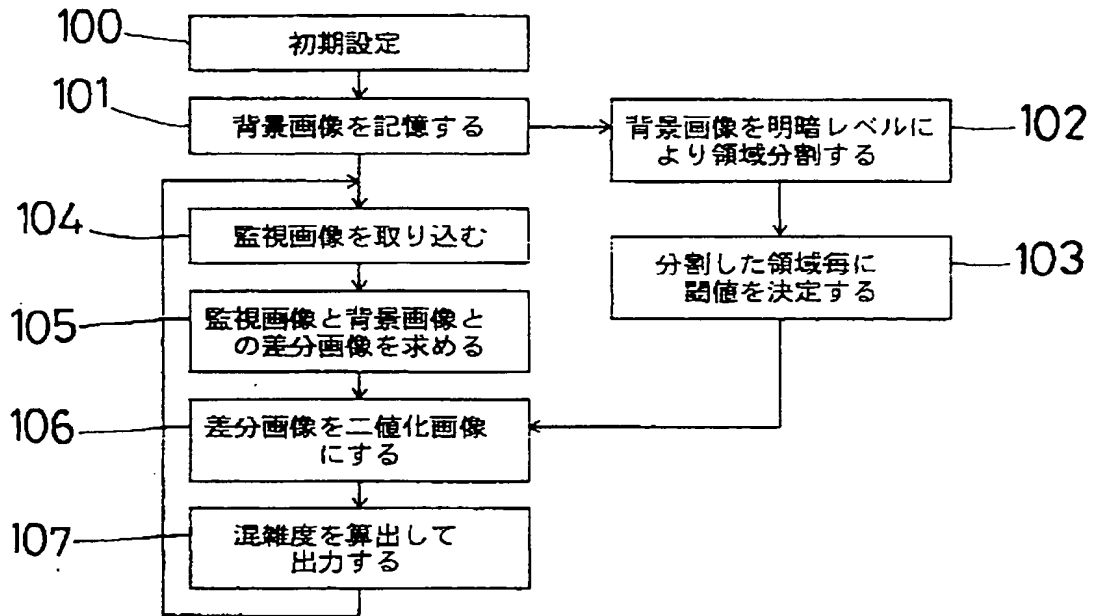 100
初期設定
101
背景画像を記憶する
背景画像を明暗レベルに
より領域分割する
102
104
監視画像を取り込む
分割した領域毎に
閾値を決定する
103
105
監視画像と背景画像と
の差分画像を求める
106
差分画像を二値化画像
にする
107
混雑度を算出して
出力する